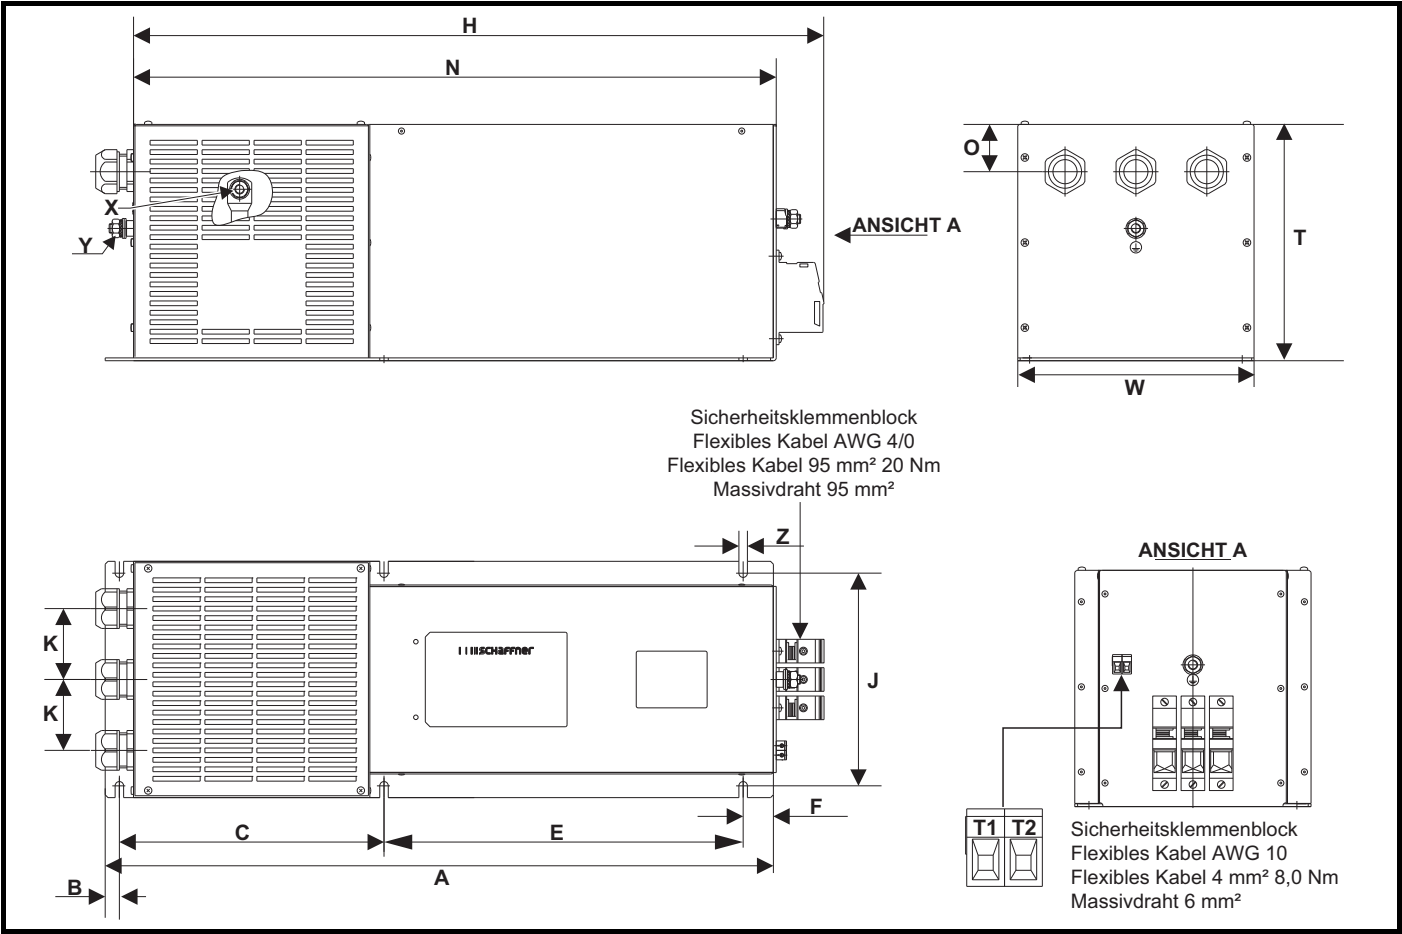 H
N
O
X
Y
ANSICHT A
T
W
Sicherheitsklemmenblock
Flexibles Kabel AWG 4/0
Flexibles Kabel 95 mm² 20 Nm
Massivdraht 95 mm²
Z
ANSICHT A
K
K
SCHAFFNER
J
F
C
E
A
B
T1 T2
Sicherheitsklemmenblock
Flexibles Kabel AWG 10
Flexibles Kabel 4 mm² 8,0 Nm
Massivdraht 6 mm²